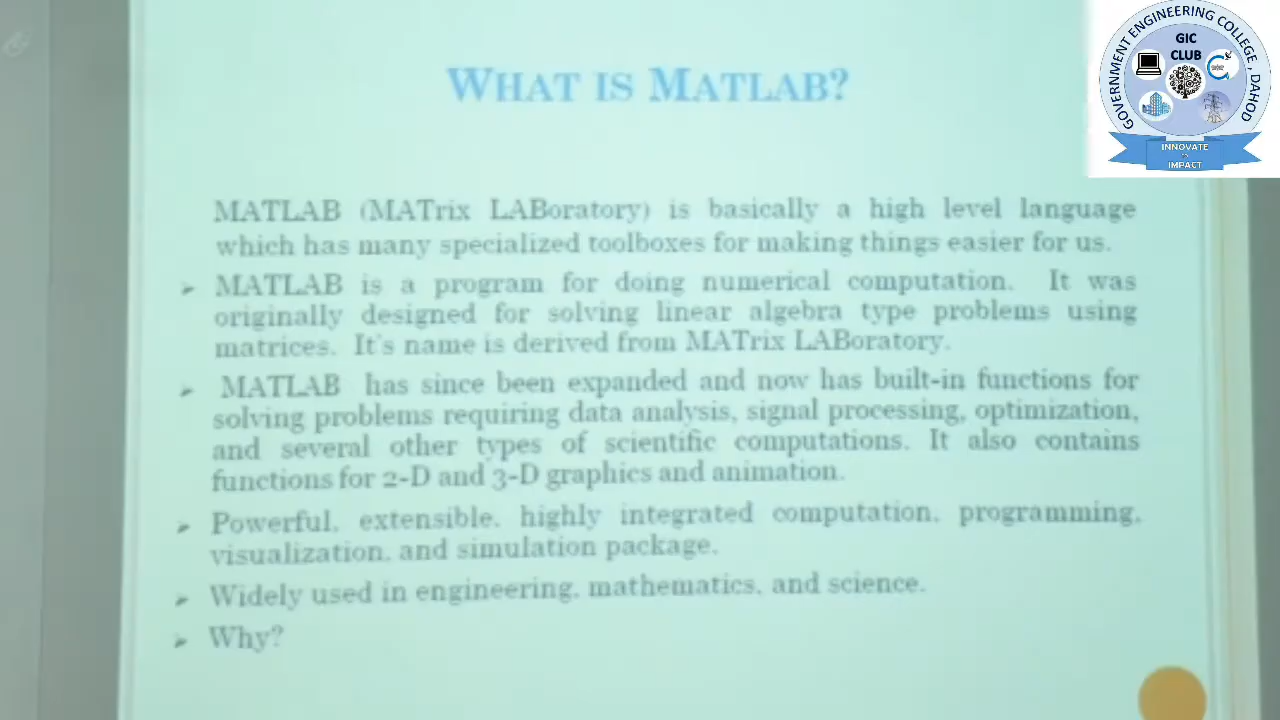 WHAT IS MATLAB?
MATLAB (MATrix LABoratory) is basically a high level language
which has many specialized toolboxes for making things easier for us.
➤ MATLAB is a program for doing numerical computation. It was
originally designed for solving linear algebra type problems using
matrices. It's name is derived from MATrix LABoratory.
➤ MATLAB has since been expanded and now has built-in functions for
solving problems requiring data analysis, signal processing, optimization,
and several other types of scientific computations. It also contains
functions for 2-D and 3-D graphics and animation.
➤ Powerful, extensible, highly integrated computation, programming,
visualization, and simulation package.
➤ Widely used in engineering, mathematics, and science.
➤ Why?
GOVERNMENT ENGINEERING COLLEGE, DAHOD
GIC
CLUB
INNOVATE
IMPACT